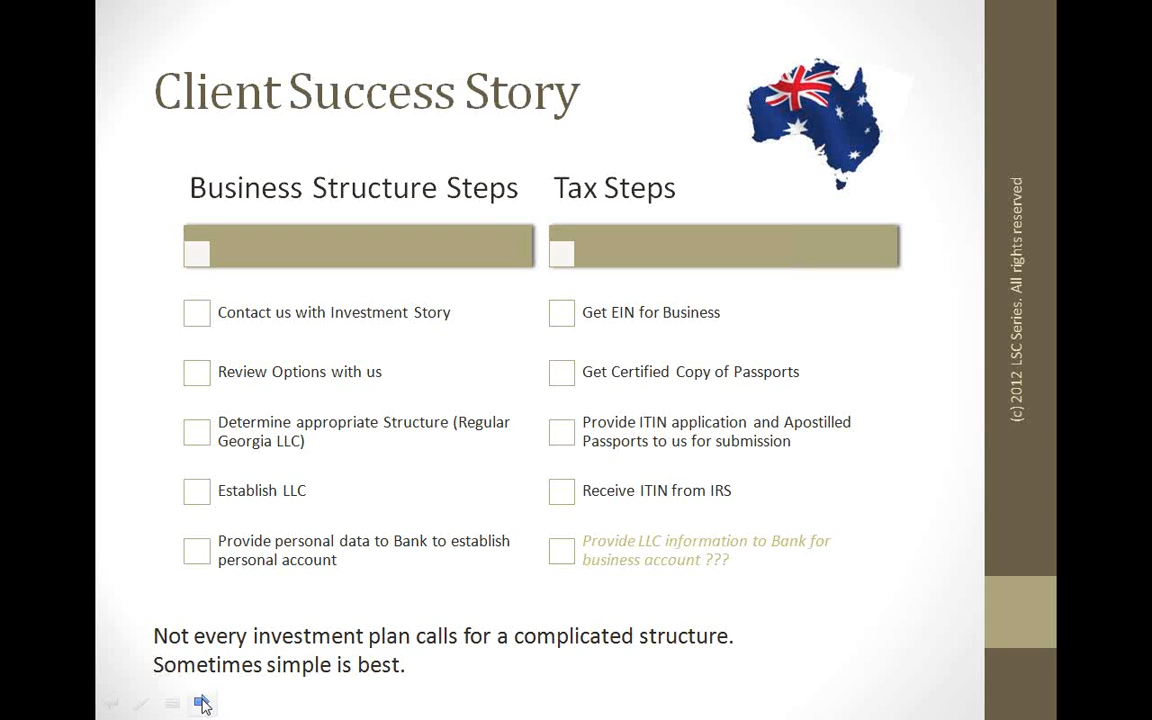 Client Success Story
Business Structure Steps
Contact us with Investment Story
Review Options with us
Determine appropriate Structure (Regular
Georgia LLC)
Establish LLC
Provide personal data to Bank to establish
personal account
Tax Steps
Get EIN for Business
Get Certified Copy of Passports
Provide ITIN application and Apostilled
Passports to us for submission
Receive ITIN from IRS
Provide LLC information to Bank for
business account ???
Not every investment plan calls for a complicated structure.
Sometimes simple is best.
(c) 2012 LSC Series. All rights reserved